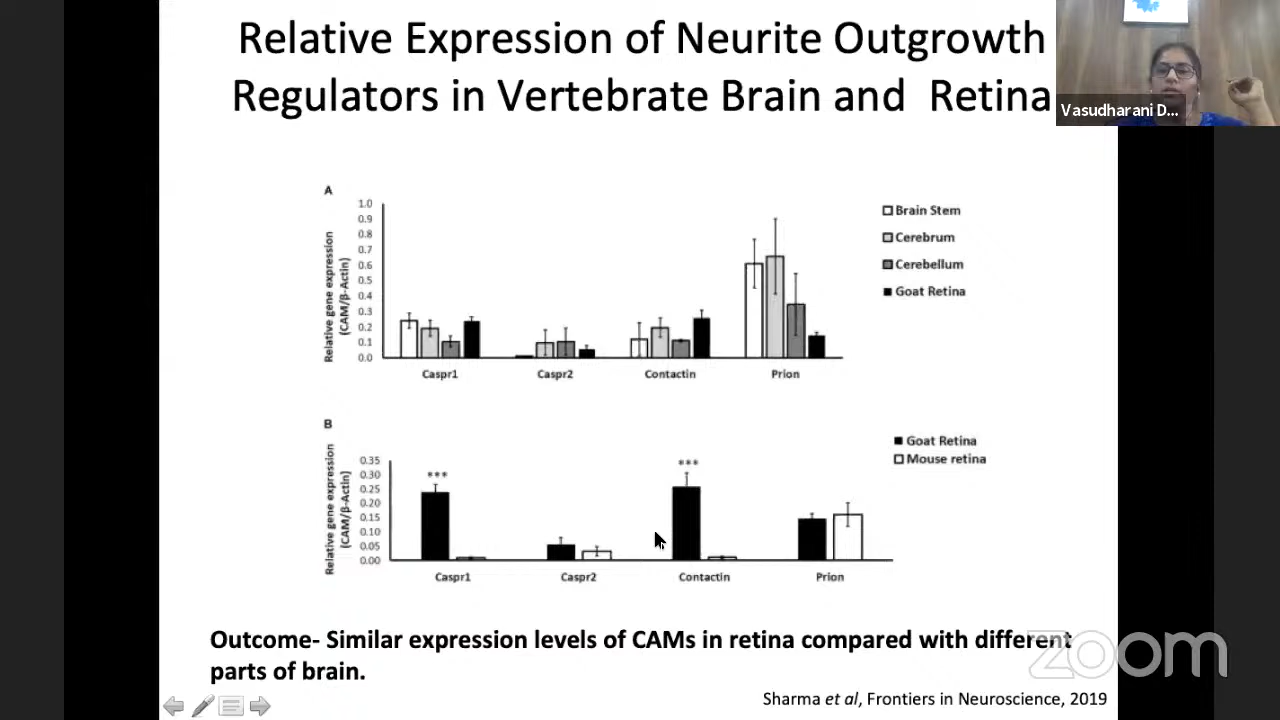 Relative Expression of Neurite Outgrowth
Regulators in Vertebrate Brain and Retina
Vasudharani D...
A
1.0
0.9
0.8
0.7
0.6
0.5
0.4
0.3
0.2
0.1
0.0
Relative gene expression
(CAM/β-Actin)
Caspr1
Caspr2
Contactin
Prion
Brain Stem
Cerebrum
Cerebellum
Goat Retina
B
0.35
0.30
0.25
0.20
0.15
0.10
0.05
0.00
Relative gene expression
(CAM/β-Actin)
***
***
Caspr1
Caspr2
Contactin
Prion
Goat Retina
Mouse retina
Outcome- Similar expression levels of CAMs in retina compared with different
parts of brain.
zoom
Sharma et al, Frontiers in Neuroscience, 2019